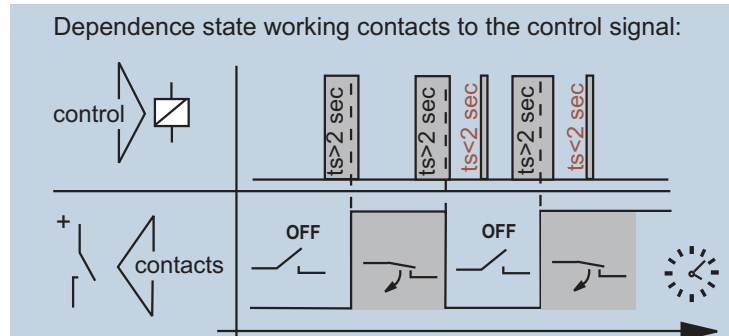 Dependence state working contacts to the control signal:
control
ts>2 sec
ts>2 sec
ts<2 sec
ts>2 sec
ts<2 sec
+
contacts
OFF
OFF